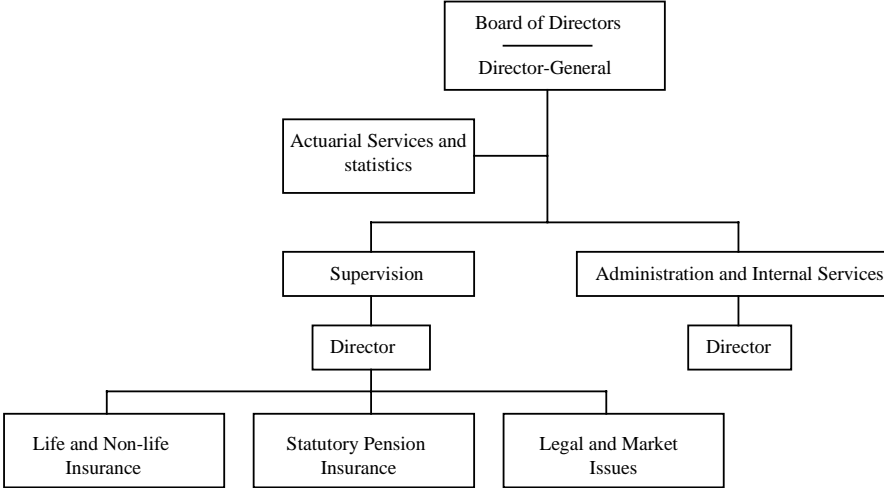 Board of Directors
Director-General
Actuarial Services and
statistics
Supervision
Administration and Internal Services
Director
Director
Life and Non-life
Insurance
Statutory Pension
Insurance
Legal and Market
Issues